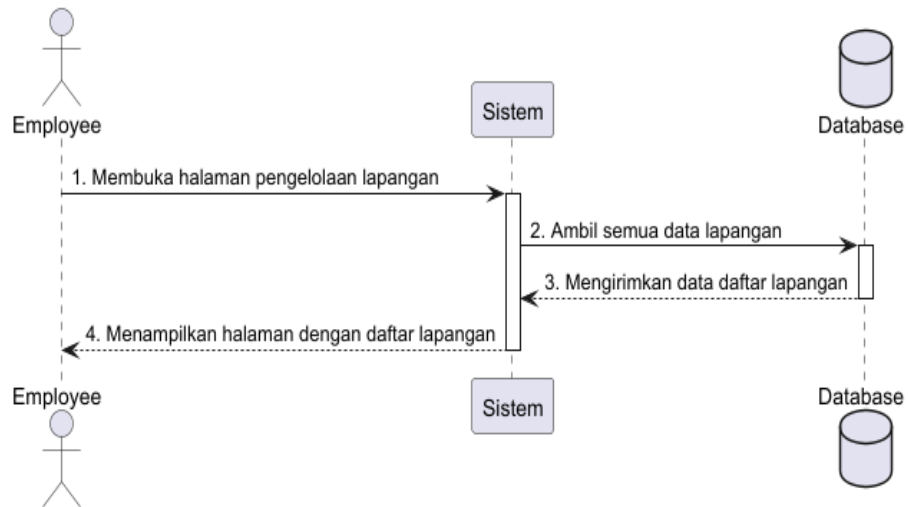 Employee
Sistem
Database
1. Membuka halaman pengelolaan lapangan
2. Ambil semua data lapangan
3. Mengirimkan data daftar lapangan
4. Menampilkan halaman dengan daftar lapangan
Employee
Sistem
Database